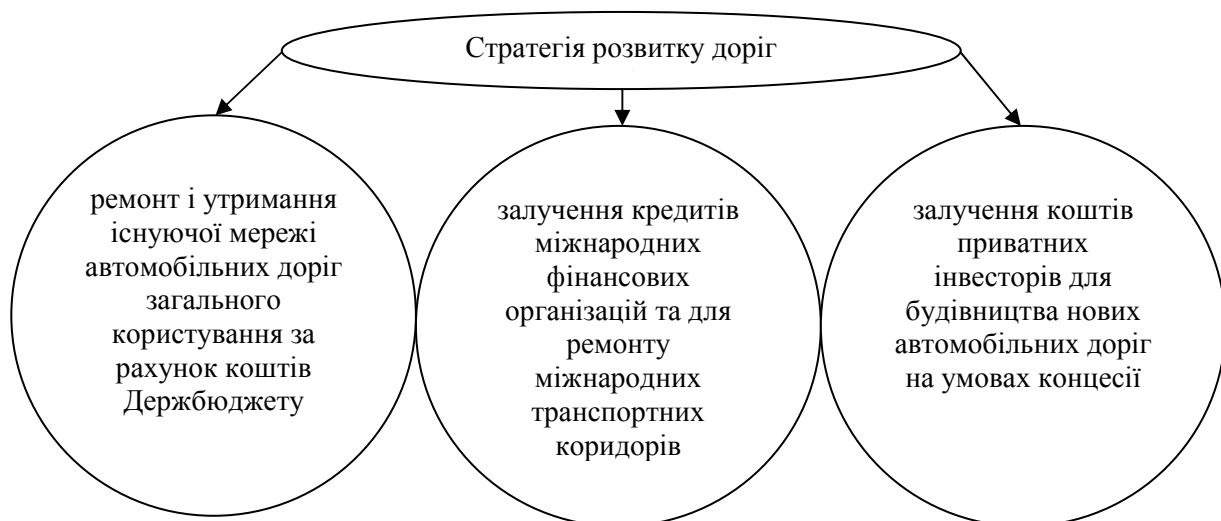 Стратегія розвитку доріг
ремонт і утримання
існуючої мережі
автомобільних доріг
загального
користування за
рахунок коштів
Держбюджету
залучення кредитів
міжнародних
фінансових
організацій та для
ремонту
міжнародних
транспортних
коридорів
залучення коштів
приватних
інвесторів для
будівництва нових
автомобільних доріг
на умовах концесії